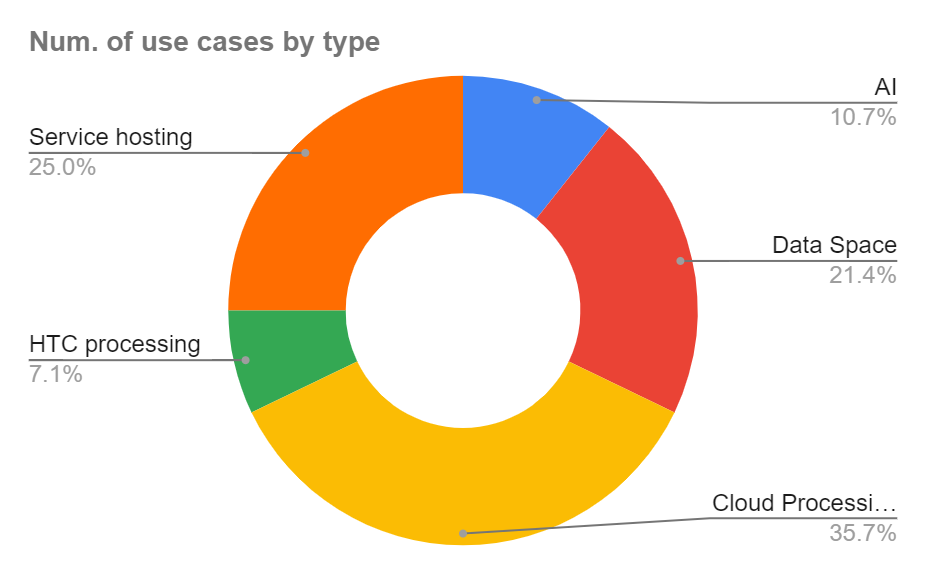 Num. of use cases by type
AI
10.7%
Service hosting
25.0%
Data Space
21.4%
HTC processing
7.1%
Cloud Processi…
35.7%